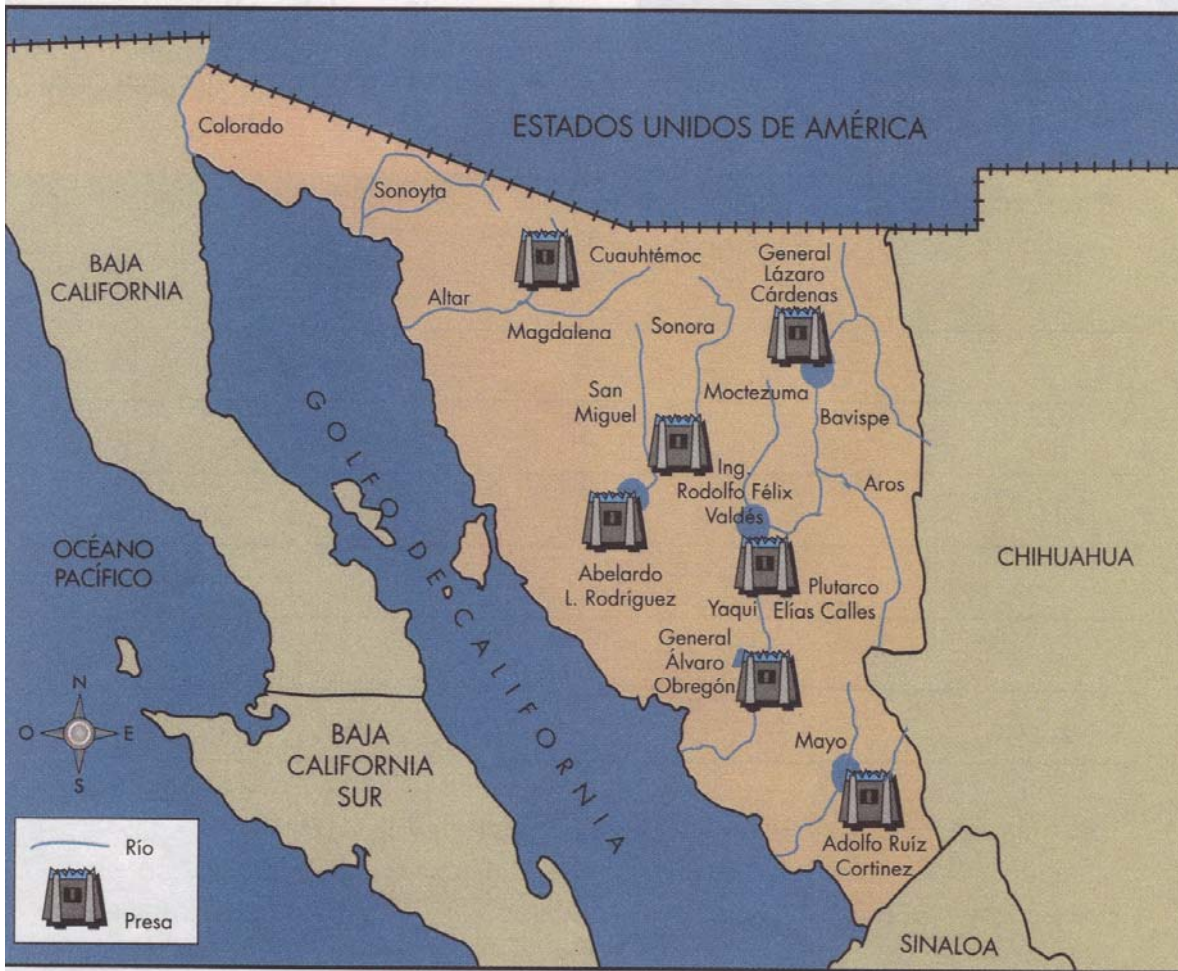 ESTADOS UNIDOS DE AMÉRICA
Colorado
Sonoyta
BAJA
CALIFORNIA
Cuauhtémoc
General
Lázaro
Cárdenas
Altar
Magdalena
Sonora
San
Miguel
Moctezuma
Bavispe
Ing.
Rodolfo Félix
Valdés
Aros
GOLFO DE CALIFORNIA
OCÉANO
PACÍFICO
CHIHUAHUA
Abelardo
L. Rodríguez
Yaqui
Plutarco
Elías Calles
General
Álvaro
Obregón
N
O
E
S
BAJA
CALIFORNIA
SUR
Mayo
Adolfo Ruíz
Cortinez
Río
Presa
SINALOA